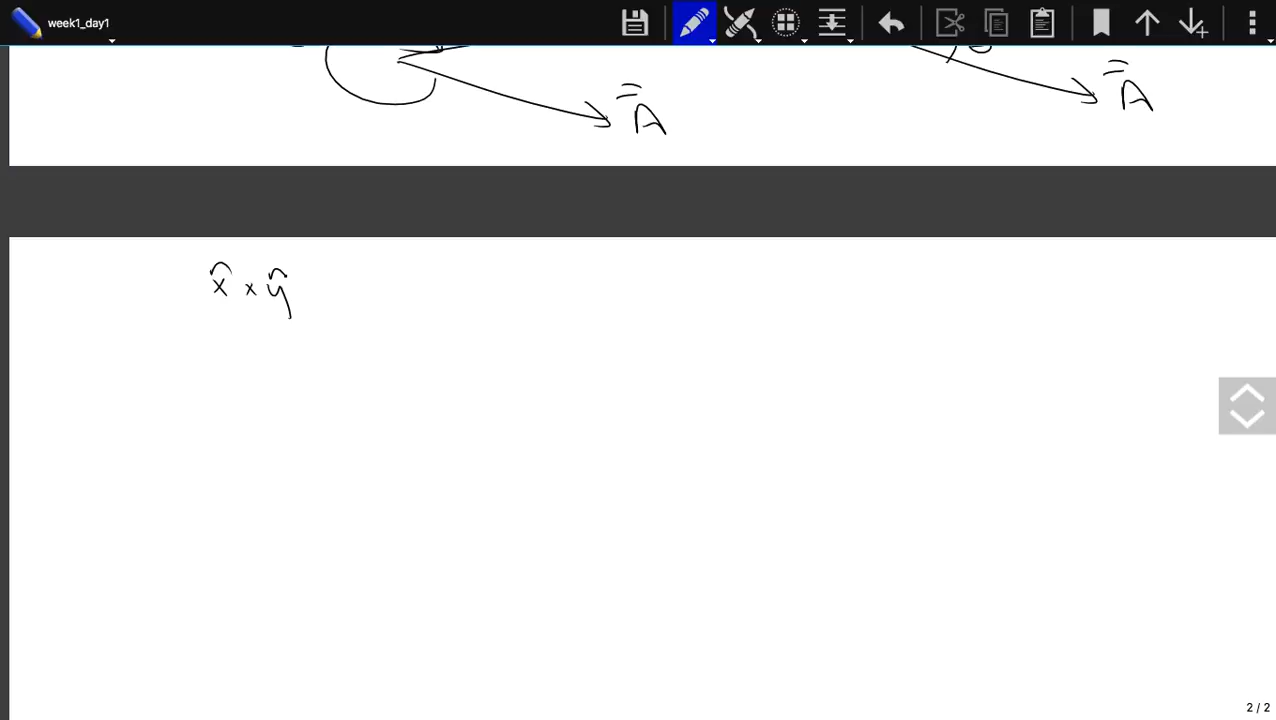 week1_day1
A̿ A̿
x̂ × ŷ
2 / 2